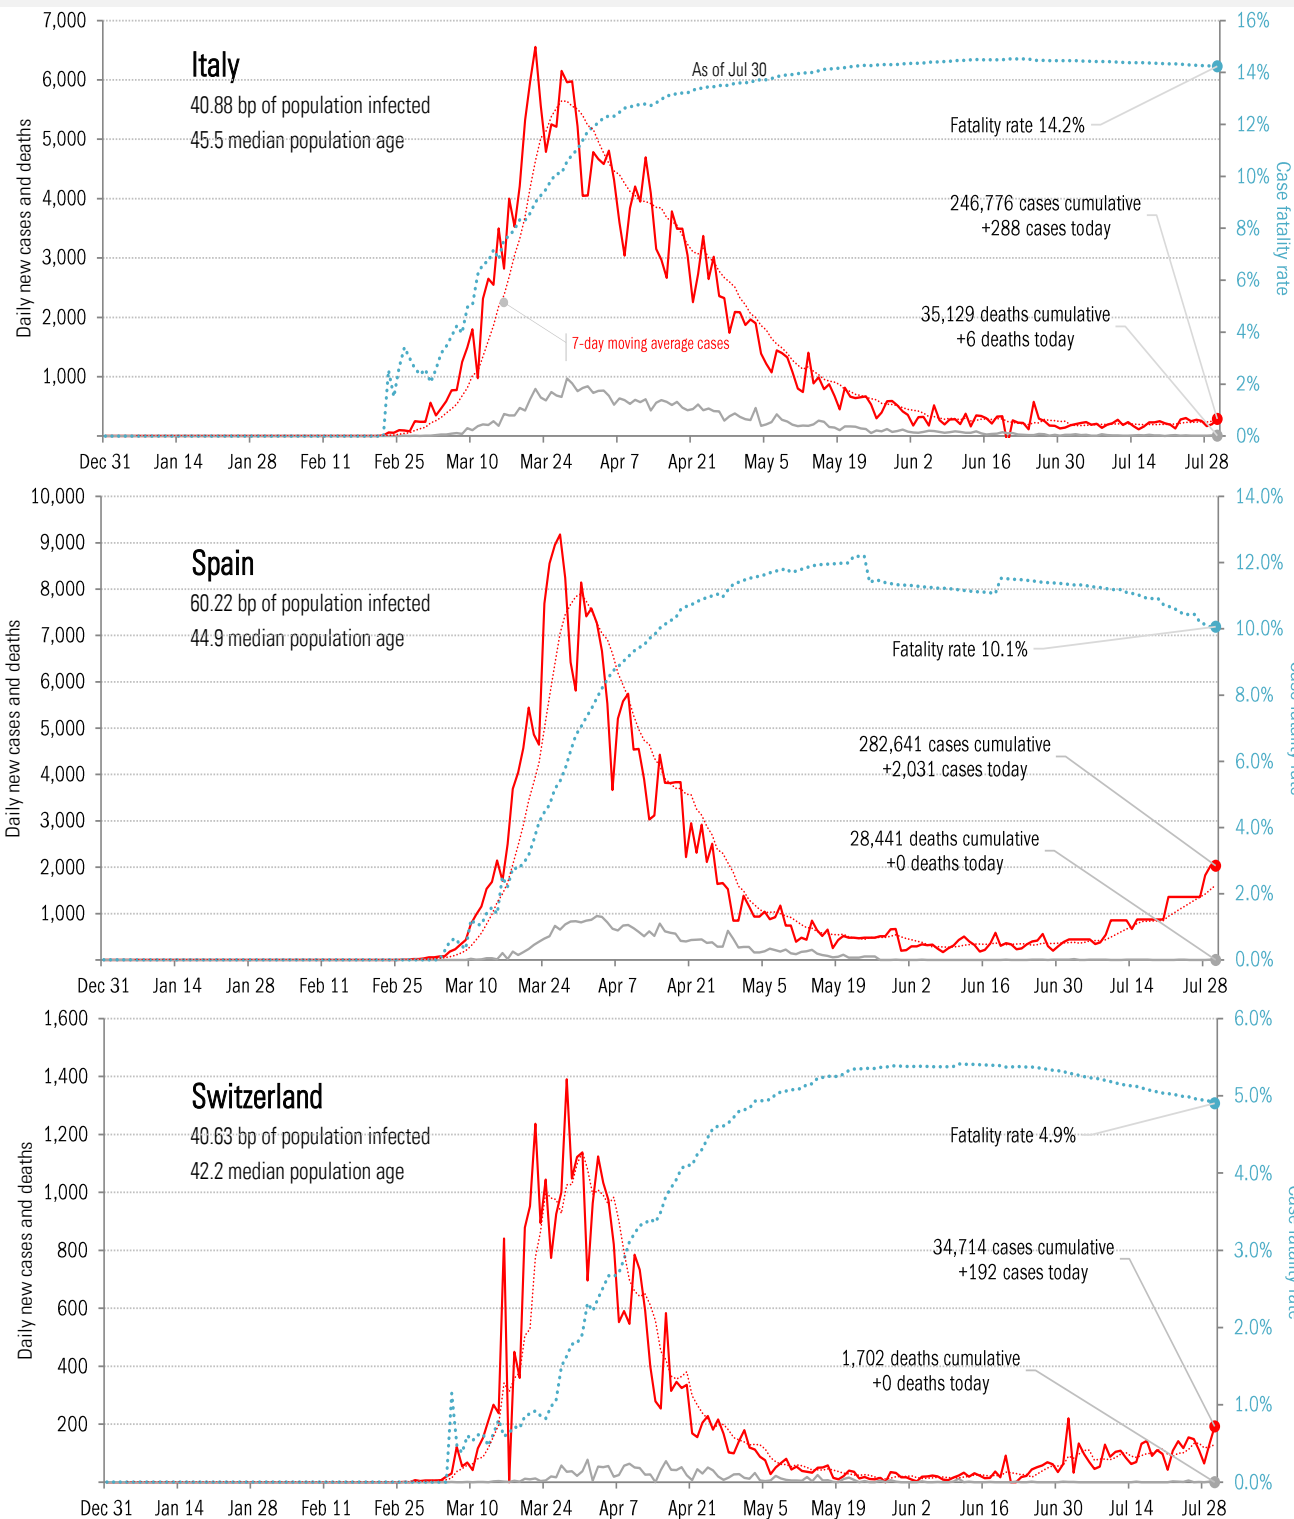 7,000
6,000
5,000
4,000
3,000
2,000
1,000
Daily new cases and deaths
Italy
40.88 bp of population infected
45.5 median population age
As of Jul 30
7-day moving average cases
Fatality rate 14.2%
246,776 cases cumulative
+288 cases today
35,129 deaths cumulative
+6 deaths today
16%
14%
12%
10%
8%
6%
4%
2%
0%
Case fatality rate
Dec 31 Jan 14 Jan 28 Feb 11 Feb 25 Mar 10 Mar 24 Apr 7 Apr 21 May 5 May 19 Jun 2 Jun 16 Jun 30 Jul 14 Jul 28
10,000
9,000
8,000
7,000
6,000
5,000
4,000
3,000
2,000
1,000
Daily new cases and deaths
Spain
60.22 bp of population infected
44.9 median population age
Fatality rate 10.1%
282,641 cases cumulative
+2,031 cases today
28,441 deaths cumulative
+0 deaths today
14.0%
12.0%
10.0%
8.0%
6.0%
4.0%
2.0%
0.0%
Dec 31 Jan 14 Jan 28 Feb 11 Feb 25 Mar 10 Mar 24 Apr 7 Apr 21 May 5 May 19 Jun 2 Jun 16 Jun 30 Jul 14 Jul 28
1,600
1,400
1,200
1,000
800
600
400
200
Daily new cases and deaths
Switzerland
40.63 bp of population infected
42.2 median population age
Fatality rate 4.9%
34,714 cases cumulative
+192 cases today
1,702 deaths cumulative
+0 deaths today
6.0%
5.0%
4.0%
3.0%
2.0%
1.0%
0.0%
Dec 31 Jan 14 Jan 28 Feb 11 Feb 25 Mar 10 Mar 24 Apr 7 Apr 21 May 5 May 19 Jun 2 Jun 16 Jun 30 Jul 14 Jul 28